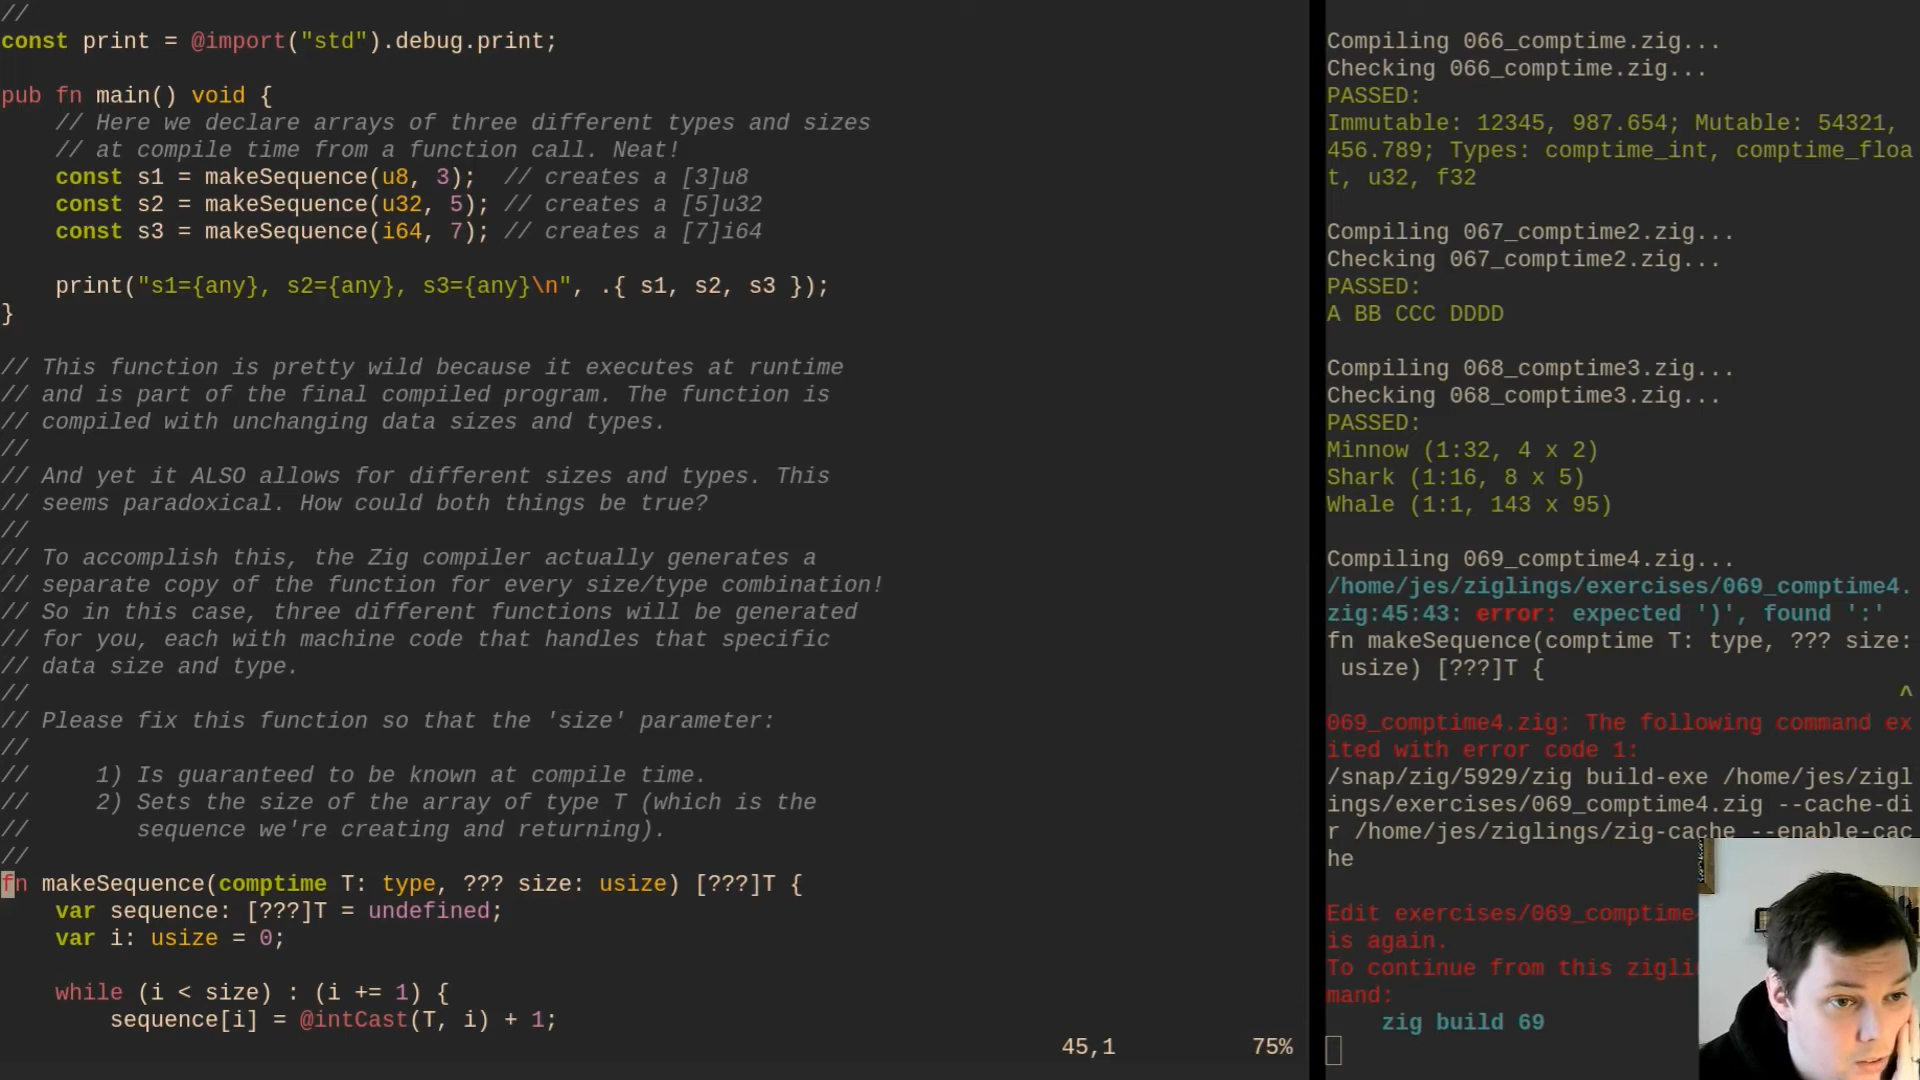 //
const print = @import("std").debug.print;
pub fn main() void {
// Here we declare arrays of three different types and sizes
// at compile time from a function call. Neat!
const s1 = makeSequence(u8, 3);  // creates a [3]u8
const s2 = makeSequence(u32, 5); // creates a [5]u32
const s3 = makeSequence(i64, 7); // creates a [7]i64
print("s1={any}, s2={any}, s3={any}\n", .{ s1, s2, s3 });
}
// This function is pretty wild because it executes at runtime
// and is part of the final compiled program. The function is
// compiled with unchanging data sizes and types.
//
// And yet it ALSO allows for different sizes and types. This
// seems paradoxical. How could both things be true?
//
// To accomplish this, the Zig compiler actually generates a
// separate copy of the function for every size/type combination!
// So in this case, three different functions will be generated
// for you, each with machine code that handles that specific
// data size and type.
//
// Please fix this function so that the 'size' parameter:
//
//     1) Is guaranteed to be known at compile time.
//     2) Sets the size of the array of type T (which is the
//        sequence we're creating and returning).
//
fn makeSequence(comptime T: type, ??? size: usize) [???]T {
var sequence: [???]T = undefined;
var i: usize = 0;
while (i < size) : (i += 1) {
sequence[i] = @intCast(T, i) + 1;
45,1 75%
Compiling 066_comptime.zig...
Checking 066_comptime.zig...
PASSED:
Immutable: 12345, 987.654; Mutable: 54321,
456.789; Types: comptime_int, comptime_floa
t, u32, f32
Compiling 067_comptime2.zig...
Checking 067_comptime2.zig...
PASSED:
A BB CCC DDDD
Compiling 068_comptime3.zig...
Checking 068_comptime3.zig...
PASSED:
Minnow (1:32, 4 x 2)
Shark (1:16, 8 x 5)
Whale (1:1, 143 x 95)
Compiling 069_comptime4.zig...
/home/jes/ziglings/exercises/069_comptime4.
zig:45:43: error: expected ')', found ':'
fn makeSequence(comptime T: type, ??? size:
usize) [???]T {
^
069_comptime4.zig: The following command ex
ited with error code 1:
/snap/zig/5929/zig build-exe /home/jes/zigl
ings/exercises/069_comptime4.zig --cache-di
r /home/jes/ziglings/zig-cache --enable-cac
he
Edit exercises/069_comptime
is again.
To continue from this zigli
mand:
zig build 69